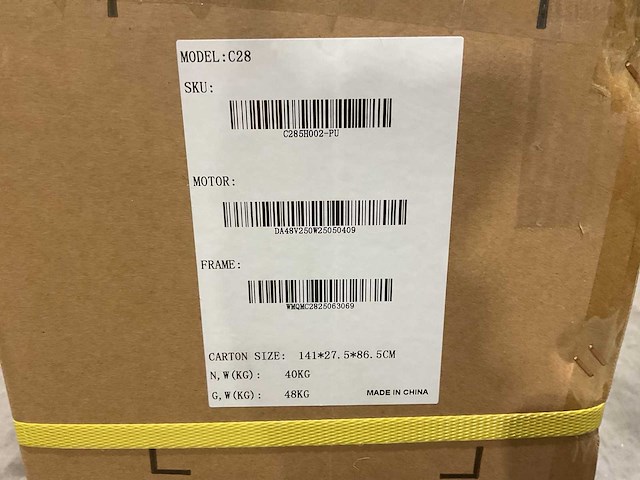 MODEL:C28
SKU:
C285H002-PU
MOTOR:
DA48V250W25050409
FRAME:
WMQMC2825063069
CARTON SIZE: 141*27.5*86.5CM
N,W(KG): 40KG
G,W(KG): 48KG
MADE IN CHINA